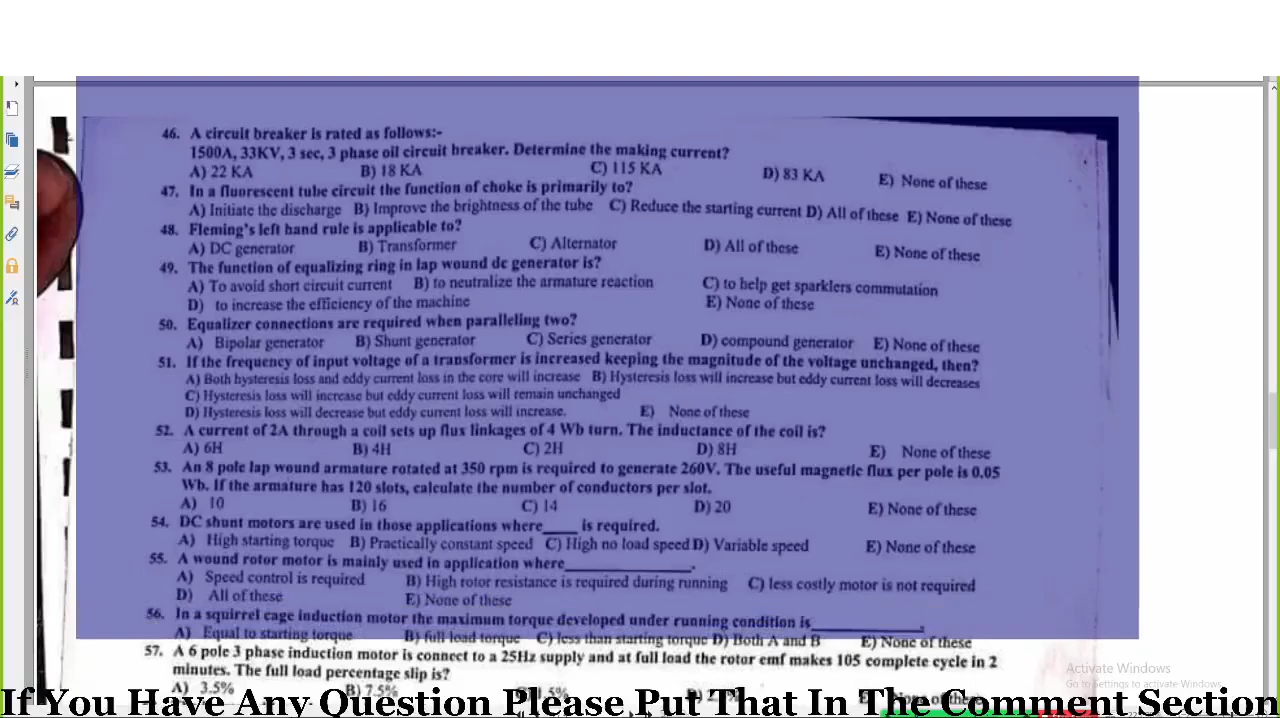 46. A circuit breaker is rated as follows:-
1500A, 33KV, 3 sec, 3 phase oil circuit breaker. Determine the making current?
A) 22 KA B) 18 KA C) 115 KA D) 83 KA E) None of these
47. In a fluorescent tube circuit the function of choke is primarily to?
A) Initiate the discharge B) Improve the brightness of the tube C) Reduce the starting current D) All of these E) None of these
48. Fleming's left hand rule is applicable to?
A) DC generator B) Transformer C) Alternator D) All of these E) None of these
49. The function of equalizing ring in lap wound dc generator is?
A) To avoid short circuit current B) to neutralize the armature reaction C) to help get sparklers commutation
D) to increase the efficiency of the machine E) None of these
50. Equalizer connections are required when paralleling two?
A) Bipolar generator B) Shunt generator C) Series generator D) compound generator E) None of these
51. If the frequency of input voltage of a transformer is increased keeping the magnitude of the voltage unchanged, then?
A) Both hysteresis loss and eddy current loss in the core will increase B) Hysteresis loss will increase but eddy current loss will decreases
C) Hysteresis loss will increase but eddy current loss will remain unchanged
D) Hysteresis loss will decrease but eddy current loss will increase. E) None of these
52. A current of 2A through a coil sets up flux linkages of 4 Wb turn. The inductance of the coil is?
A) 6H B) 4H C) 2H D) 8H E) None of these
53. An 8 pole lap wound armature rotated at 350 rpm is required to generate 260V. The useful magnetic flux per pole is 0.05
Wb. If the armature has 120 slots, calculate the number of conductors per slot.
A) 10 B) 16 C) 14 D) 20 E) None of these
54. DC shunt motors are used in those applications where____ is required.
A) High starting torque B) Practically constant speed C) High no load speed D) Variable speed E) None of these
55. A wound rotor motor is mainly used in application where_______________.
A) Speed control is required B) High rotor resistance is required during running C) less costly motor is not required
D) All of these E) None of these
56. In a squirrel cage induction motor the maximum torque developed under running condition is_____________.
A) Equal to starting torque B) full load torque C) less than starting torque D) Both A and B E) None of these
57. A 6 pole 3 phase induction motor is connect to a 25Hz supply and at full load the rotor emf makes 105 complete cycle in 2
minutes. The full load percentage slip is?
A) 3.5% B) 7.5%
Activate Windows
Go to Settings to activate Windows.
If You Have Any Question Please Put That In The Comment Section